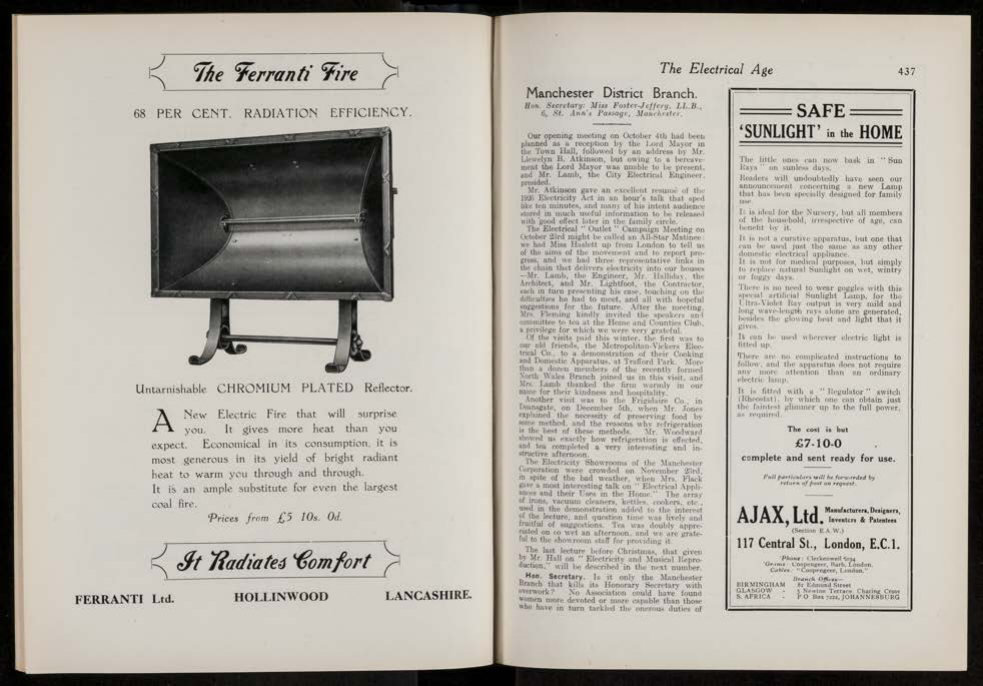 The Ferranti Fire
68 PER CENT. RADIATION EFFICIENCY.
Untarnishable CHROMIUM PLATED Reflector.
A New Electric Fire that will surprise
you. It gives more heat than you
expect. Economical in its consumption, it is
most generous in its yield of bright radiant
heat to warm you through and through.
It is an ample substitute for even the largest
coal fire.
Prices from £5 10s. 0d.
It Radiates Comfort
FERRANTI Ltd. HOLLINWOOD LANCASHIRE.
The Electrical Age 437
Manchester District Branch.
Hon. Secretary: Miss Foster-Jeffery, LL.B.,
6, St. Ann's Passage, Manchester.
Our opening meeting on October 4th had been
planned as a reception by the Lord Mayor in
the Town Hall, followed by an address by Mr.
Llewelyn B. Atkinson, but owing to a bereave-
ment the Lord Mayor was unable to be present,
and Mr. Lamb, the City Electrical Engineer,
presided.
Mr. Atkinson gave an excellent resumé of the
1926 Electricity Act in an hour's talk that sped
like ten minutes, and many of his intent audience
stored in much useful information to be released
with good effect later in the family circle.
The Electrical "Outlet" Campaign Meeting on
October 23rd might be called an All-Star Matinee:
we had Miss Haslett up from London to tell us
of the aims of the movement and to report pro-
gress, and we had three representative links in
the chain that delivers electricity into our houses
—Mr. Lamb, the Engineer, Mr. Halliday, the
Architect, and Mr. Lightfoot, the Contractor,
each in turn presenting his case, touching on the
difficulties he had to meet, and all with hopeful
suggestions for the future. After the meeting,
Mrs. Fleming kindly invited the speakers and
committee to tea at the Home and Counties Club,
a privilege for which we were very grateful.
Of the visits paid this winter, the first was to
our old friends, the Metropolitan-Vickers Elec-
trical Co., to a demonstration of their Cooking
and Domestic Apparatus, at Trafford Park. More
than a dozen members of the recently formed
North Wales Branch joined us in this visit, and
Mrs. Lamb thanked the firm warmly in our
name for their kindness and hospitality.
Another visit was to the Frigidaire Co., in
Deansgate, on December 5th, when Mr. Jones
explained the necessity of preserving food by
some method, and the reasons why refrigeration
is the best of these methods. Mr. Woodward
showed us exactly how refrigeration is effected,
and tea completed a very interesting and in-
structive afternoon.
The Electricity Showrooms of the Manchester
Corporation were crowded on November 23rd,
in spite of the bad weather, when Mrs. Flack
gave a most interesting talk on "Electrical Appli-
ances and their Uses in the Home." The array
of irons, vacuum cleaners, kettles, cookers, etc.,
used in the demonstration added to the interest
of the lecture, and question time was lively and
fruitful of suggestions. Tea was doubly appre-
ciated on so wet an afternoon, and we are grate-
ful to the showroom staff for providing it.
The last lecture before Christmas, that given
by Mr. Hall on "Electricity and Musical Repro-
duction," will be described in the next number.
Hon. Secretary. Is it only the Manchester
Branch that kills its Honorary Secretary with
overwork? No Association could have found
women more devoted or more capable than those
who have in turn tackled the onerous duties of
SAFE
'SUNLIGHT' in the HOME
The little ones can now bask in "Sun
Rays" on sunless days.
Readers will undoubtedly have seen our
announcement concerning a new Lamp
that has been specially designed for family
use.
It is ideal for the Nursery, but all members
of the household, irrespective of age, can
benefit by it.
It is not a curative apparatus, but one that
can be used just the same as any other
domestic electrical appliance.
It is not for medical purposes, but simply
to replace natural Sunlight on wet, wintry
or foggy days.
There is no need to wear goggles with this
special artificial Sunlight Lamp, for the
Ultra-Violet Ray output is very mild and
long wave-length rays alone are generated,
besides the glowing heat and light that it
gives.
It can be used wherever electric light is
fitted up.
There are no complicated instructions to
follow, and the apparatus does not require
any more attention than an ordinary
electric lamp.
It is fitted with a "Regulator" switch
(Rheostat), by which one can obtain just
the faintest glimmer up to the full power,
as required.
The cost is but
£7-10-0
complete and sent ready for use.
Full particulars will be forwarded by
return of post on request.
AJAX, Ltd. Manufacturers, Designers,
Inventors & Patentees
(Section E.A.W.)
117 Central St., London, E.C.1.
'Phone: Clerkenwell
'Grams: Coopengeer, Barb, London.
Cables: "Coopengeer, London."
Branch Offices—
BIRMINGHAM - 81 Edmund Street
GLASGOW - 5 Newton Terrace, Charing Cross
S. AFRICA - P O Box JOHANNESBURG